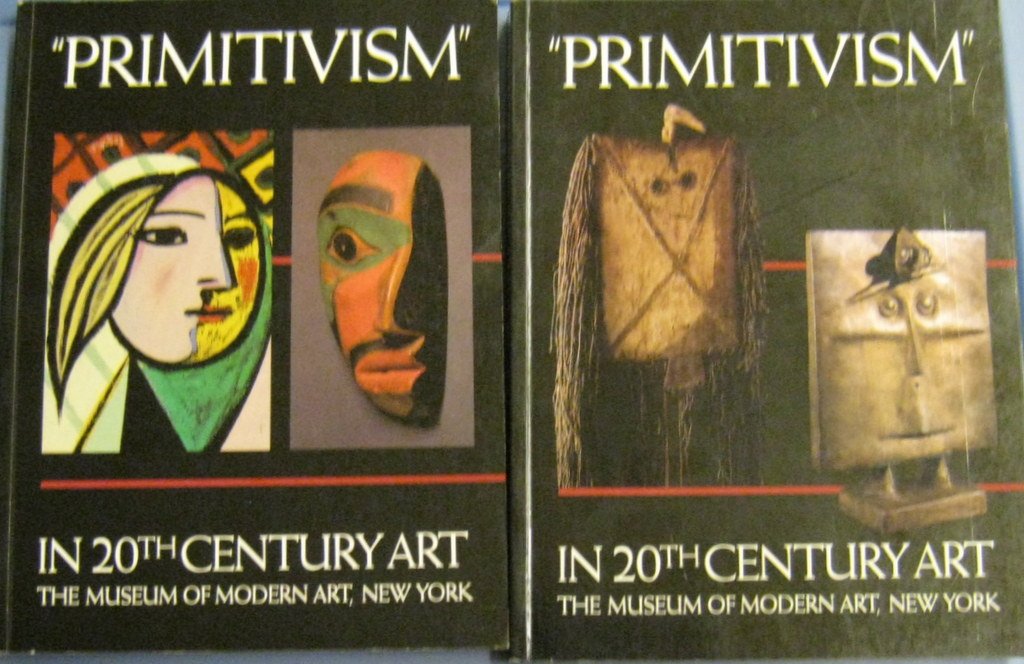 "PRIMITIVISM"
IN 20TH CENTURY ART
THE MUSEUM OF MODERN ART, NEW YORK
"PRIMITIVISM"
IN 20TH CENTURY ART
THE MUSEUM OF MODERN ART, NEW YORK